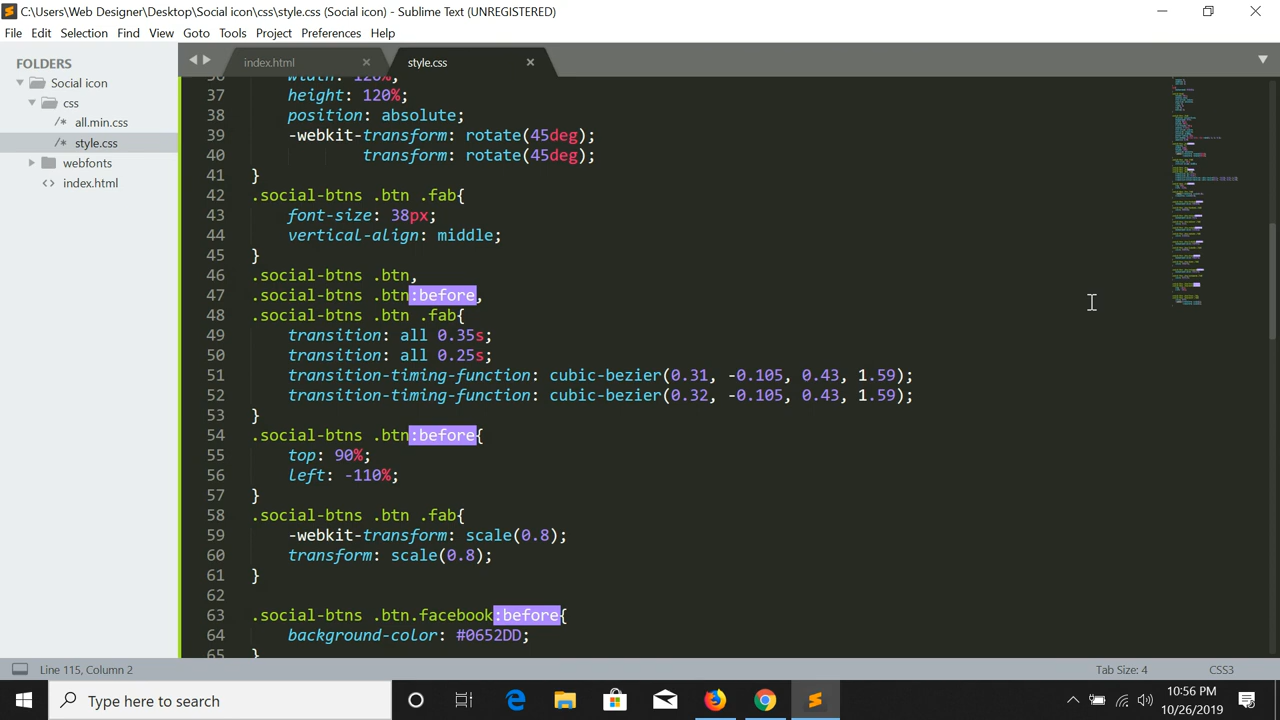 C:\Users\Web Designer\Desktop\Social icon\css\style.css (Social icon) - Sublime Text (UNREGISTERED)
File Edit Selection Find View Goto Tools Project Preferences Help
FOLDERS
Social icon
css
/* all.min.css
/* style.css
webfonts
<> index.html
index.html
style.css
36 width: 120%;
37 height: 120%;
38 position: absolute;
39 -webkit-transform: rotate(45deg);
40 transform: rotate(45deg);
41 }
42 .social-btns .btn .fab{
43 font-size: 38px;
44 vertical-align: middle;
45 }
46 .social-btns .btn,
47 .social-btns .btn:before,
48 .social-btns .btn .fab{
49 transition: all 0.35s;
50 transition: all 0.25s;
51 transition-timing-function: cubic-bezier(0.31, -0.105, 0.43, 1.59);
52 transition-timing-function: cubic-bezier(0.32, -0.105, 0.43, 1.59);
53 }
54 .social-btns .btn:before{
55 top: 90%;
56 left: -110%;
57 }
58 .social-btns .btn .fab{
59 -webkit-transform: scale(0.8);
60 transform: scale(0.8);
61 }
62
63 .social-btns .btn.facebook:before{
64 background-color: #0652DD;
65 }
Line 115, Column 2
Tab Size: 4
CSS3
Type here to search
10:56 PM
10/26/2019